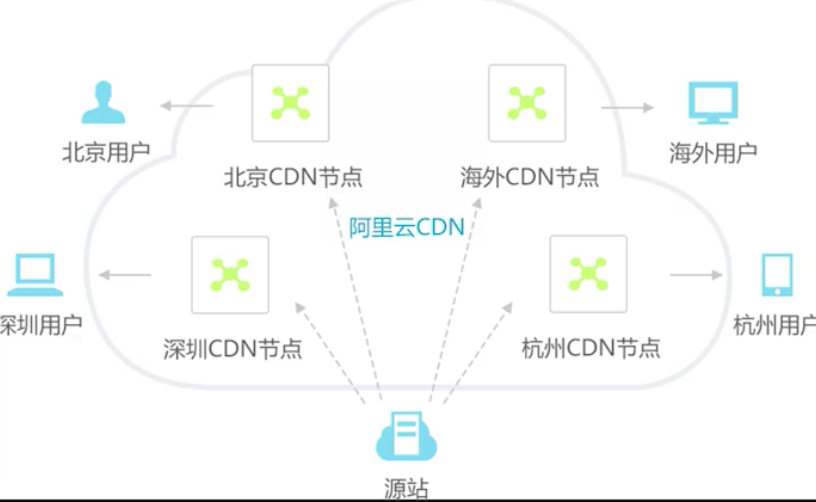 北京用户
海外用户
北京CDN节点
海外CDN节点
阿里云CDN
深圳用户
杭州用户
深圳CDN节点
杭州CDN节点
源站